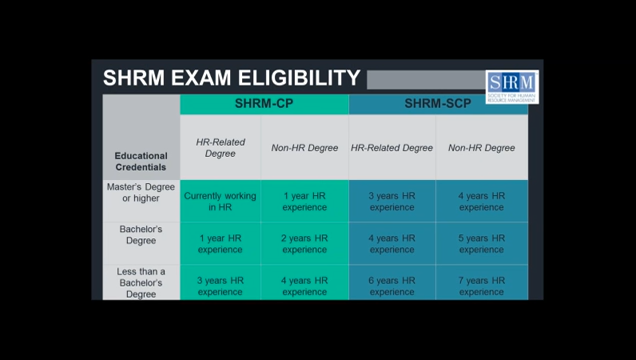 SHRM EXAM ELIGIBILITY
SHRM
SOCIETY FOR HUMAN
RESOURCE MANAGEMENT
SHRM-CP
SHRM-SCP
Educational
Credentials
HR-Related
Degree
Non-HR Degree
HR-Related Degree
Non-HR Degree
Master's Degree
or higher
Currently working
in HR
1 year HR
experience
3 years HR
experience
4 years HR
experience
Bachelor's
Degree
1 year HR
experience
2 years HR
experience
4 years HR
experience
5 years HR
experience
Less than a
Bachelor's
Degree
3 years HR
experience
4 years HR
experience
6 years HR
experience
7 years HR
experience